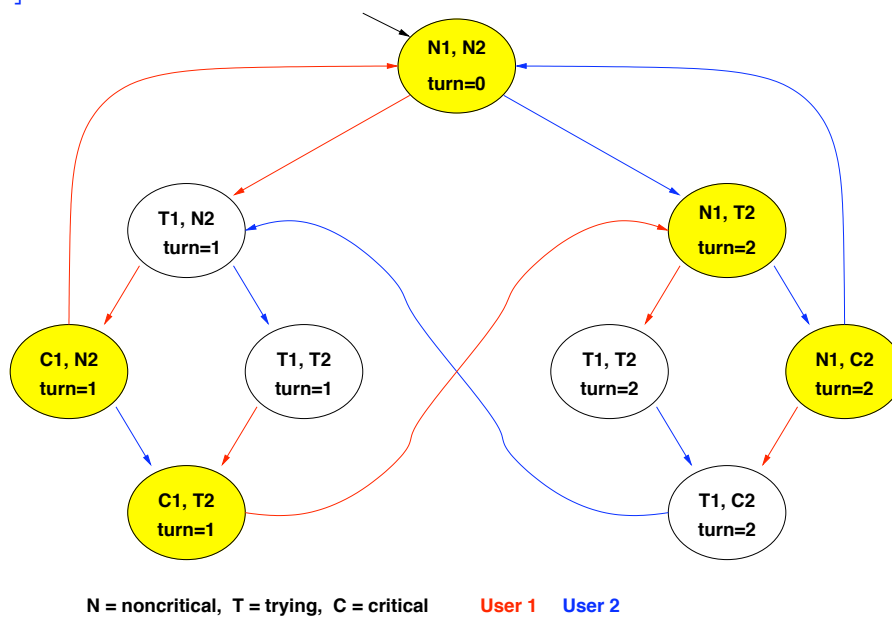 ]
N1, N2
turn=0
T1, N2
turn=1
N1, T2
turn=2
C1, N2
turn=1
T1, T2
turn=1
T1, T2
turn=2
N1, C2
turn=2
C1, T2
turn=1
T1, C2
turn=2
N = noncritical, T = trying, C = critical User 1 User 2